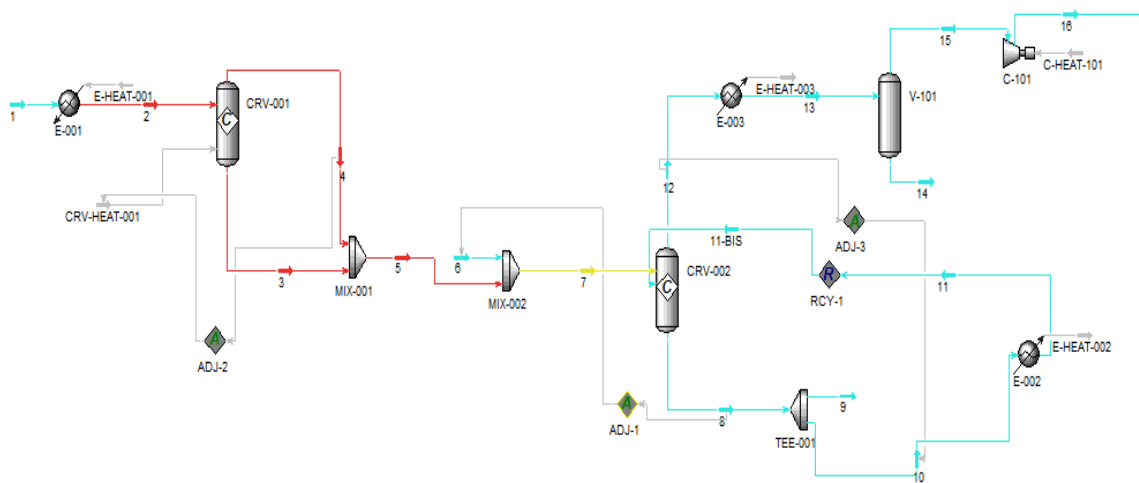 15
16
C-101
C-HEAT-101
E-HEAT-001
1
E-001
2
CRV-001
C
E-HEAT-003
E-003
13
V-101
4
12
14
CRV-HEAT-001
A
ADJ-3
11-BIS
6
5
3
MIX-001
MIX-002
7
CRV-002
C
R
RCY-1
11
A
ADJ-2
E-HEAT-002
E-002
A
ADJ-1
8
9
TEE-001
10